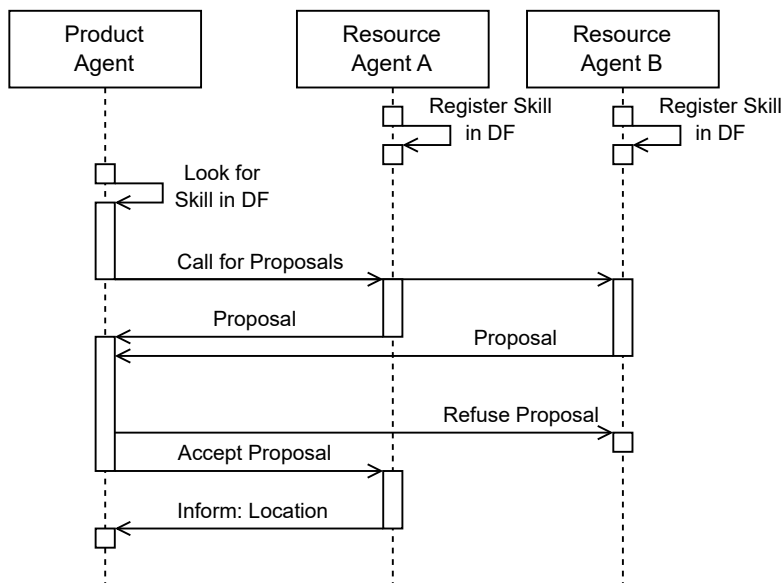 Product
Agent
Resource
Agent A
Resource
Agent B
Register Skill
in DF
Register Skill
in DF
Look for
Skill in DF
Call for Proposals
Proposal
Proposal
Refuse Proposal
Accept Proposal
Inform: Location